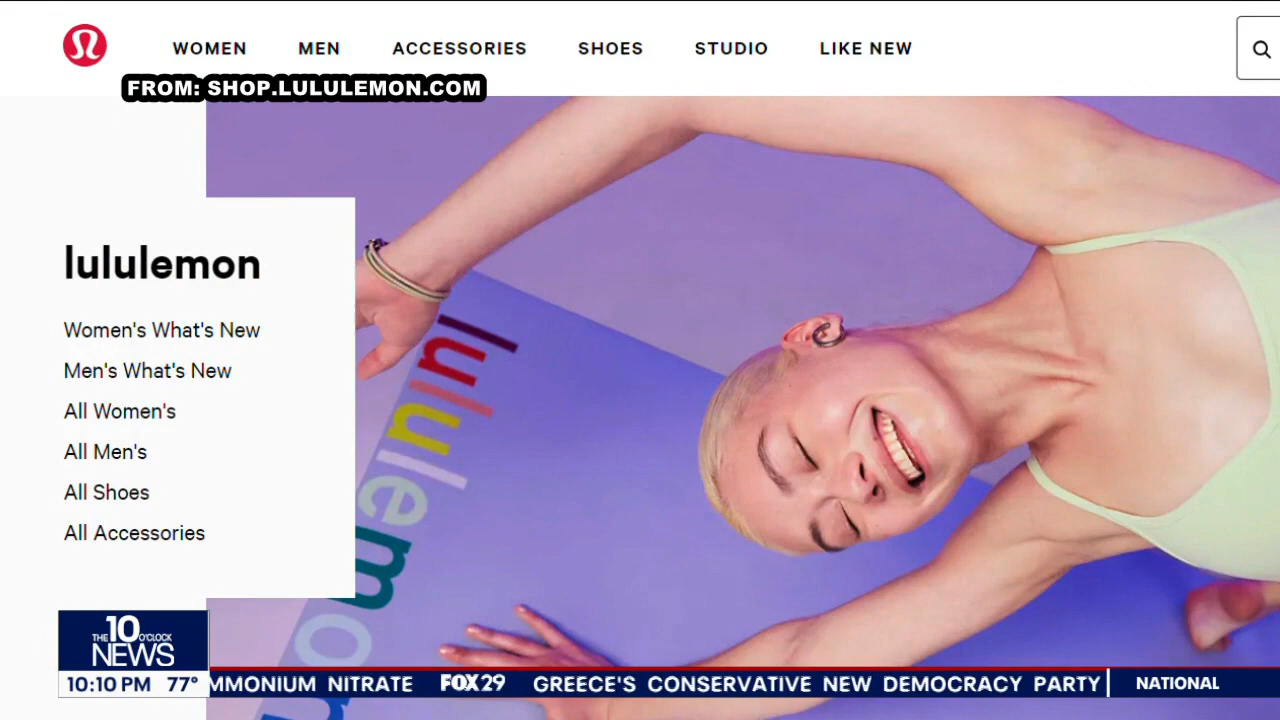 WOMEN MEN ACCESSORIES SHOES STUDIO LIKE NEW
FROM: SHOP.LULULEMON.COM
lululemon
Women's What's New
Men's What's New
All Women's
All Men's
All Shoes
All Accessories
lululemon
THE 10 O'CLOCK
NEWS
10:10 PM 77° MMONIUM NITRATE FOX 29 GREECE'S CONSERVATIVE NEW DEMOCRACY PARTY NATIONAL